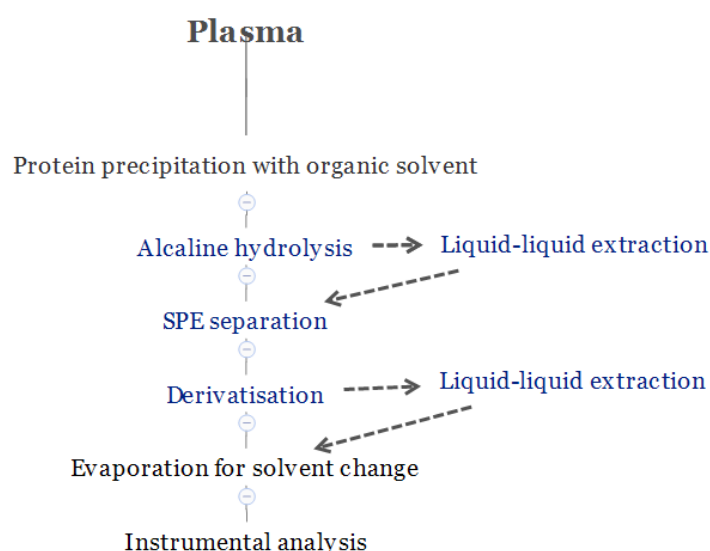 Plasma
Protein precipitation with organic solvent
Alcaline hydrolysis
Liquid-liquid extraction
SPE separation
Derivatisation
Liquid-liquid extraction
Evaporation for solvent change
Instrumental analysis